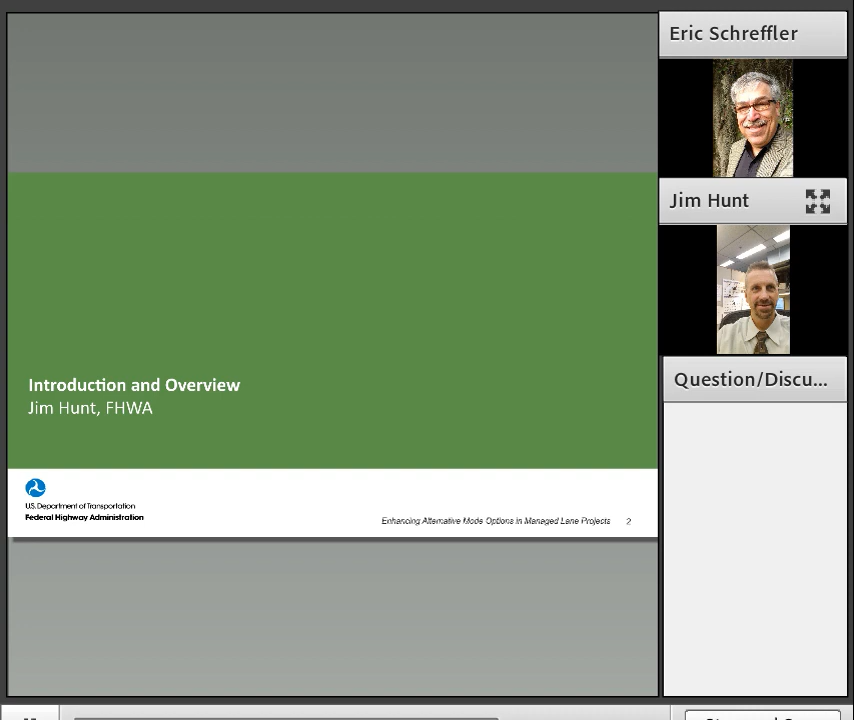 Eric Schreffler
Jim Hunt
Question/Discu...
Introduction and Overview
Jim Hunt, FHWA
U.S. Department of Transportation
Federal Highway Administration
Enhancing Alternative Mode Options in Managed Lane Projects 2